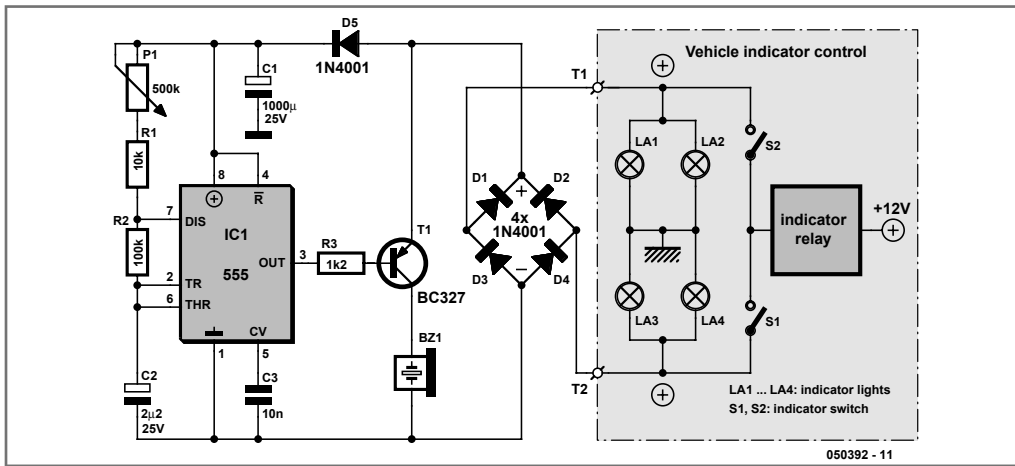 D5
1N4001
P1
500k
C1
1000µ
25V
R1
10k
8
4
R
R2
100k
7
DIS
IC1
555
OUT
3
R3
1k2
2
TR
6
THR
CV
1
5
C2
2µ2
25V
C3
10n
T1
BC327
BZ1
D1
D2
+
4x
1N4001
–
D3
D4
T1
T2
Vehicle indicator control
+
LA1
LA2
S2
indicator
relay
+12V
+
LA3
LA4
S1
+
LA1 ... LA4: indicator lights
S1, S2: indicator switch
050392 - 11